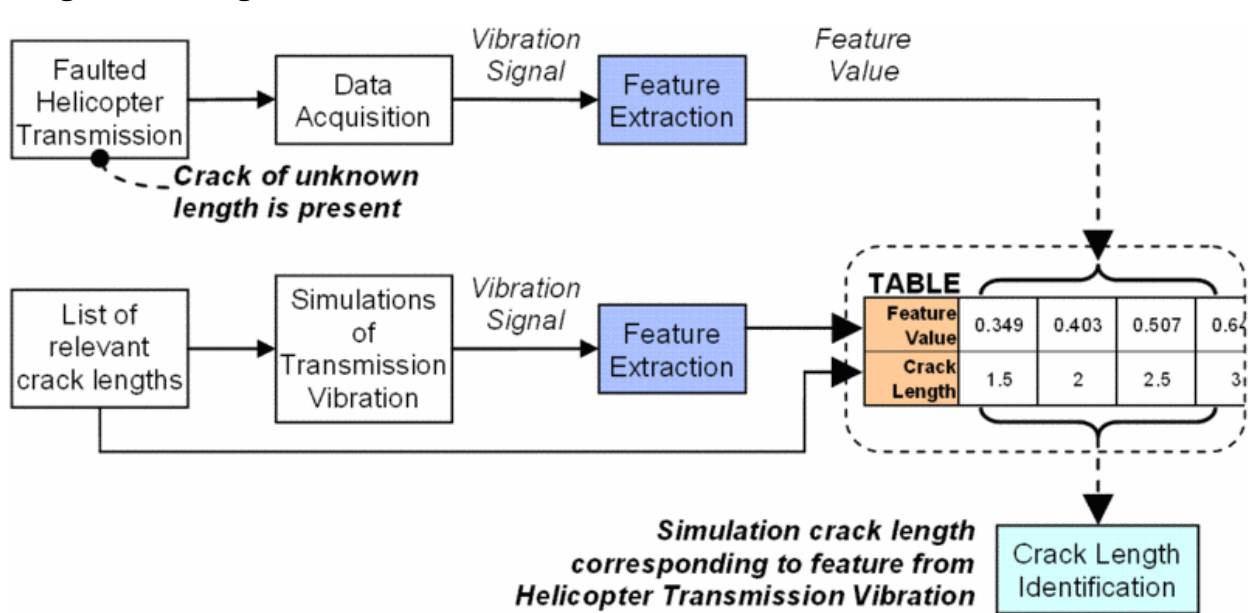 Faulted
Helicopter
Transmission
Data
Acquisition
Vibration
Signal
Feature
Extraction
Feature
Value
Crack of unknown
length is present
List of
relevant
crack lengths
Simulations
of
Transmission
Vibration
Vibration
Signal
Feature
Extraction
TABLE
Feature Value 0.349 0.403 0.507
Crack Length 1.5 2 2.5 3
Simulation crack length
corresponding to feature from
Helicopter Transmission Vibration
Crack Length
Identification